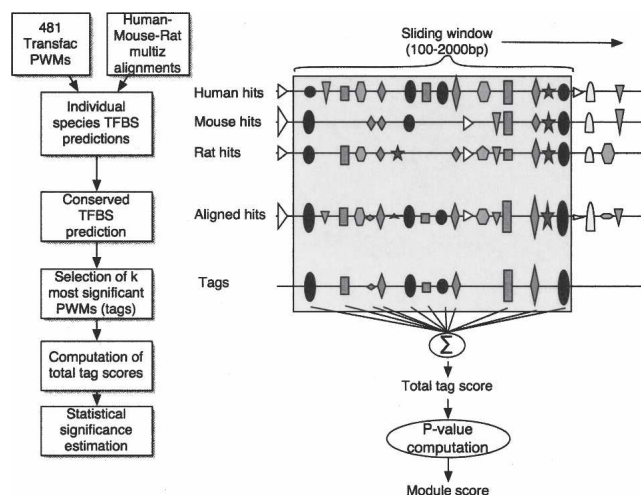 481
Transfac
PWMs
Human-
Mouse-Rat
multiz
alignments
Individual
species TFBS
predictions
Conserved
TFBS
prediction
Selection of k
most significant
PWMs (tags)
Computation of
total tag scores
Statistical
significance
estimation
Sliding window
(100-2000bp)
Human hits
Mouse hits
Rat hits
Aligned hits
Tags
Σ
Total tag score
P-value
computation
Module score